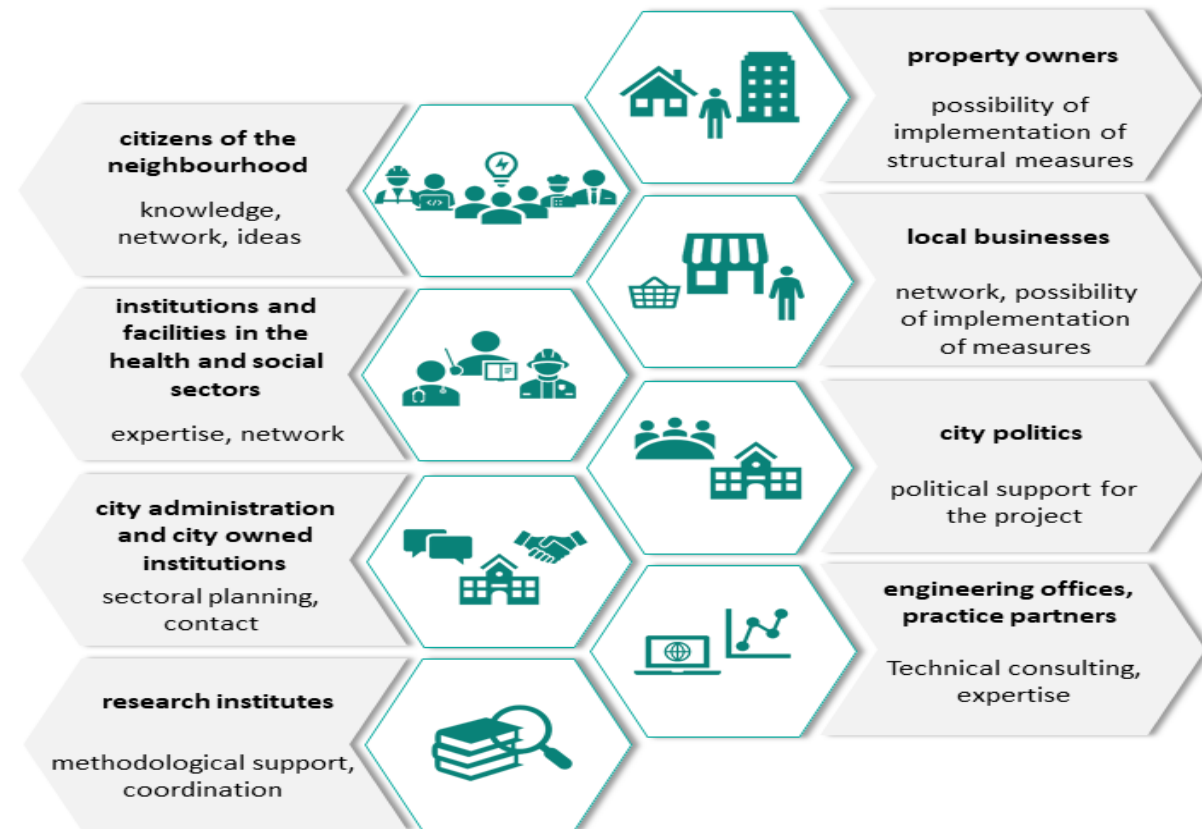 citizens of the
neighbourhood
knowledge,
network, ideas
institutions and
facilities in the
health and social
sectors
expertise, network
city administration
and city owned
institutions
sectoral planning,
contact
research institutes
methodological support,
coordination
property owners
possibility of
implementation of
structural measures
local businesses
network, possibility
of implementation
of measures
city politics
political support for
the project
engineering offices,
practice partners
Technical consulting,
expertise